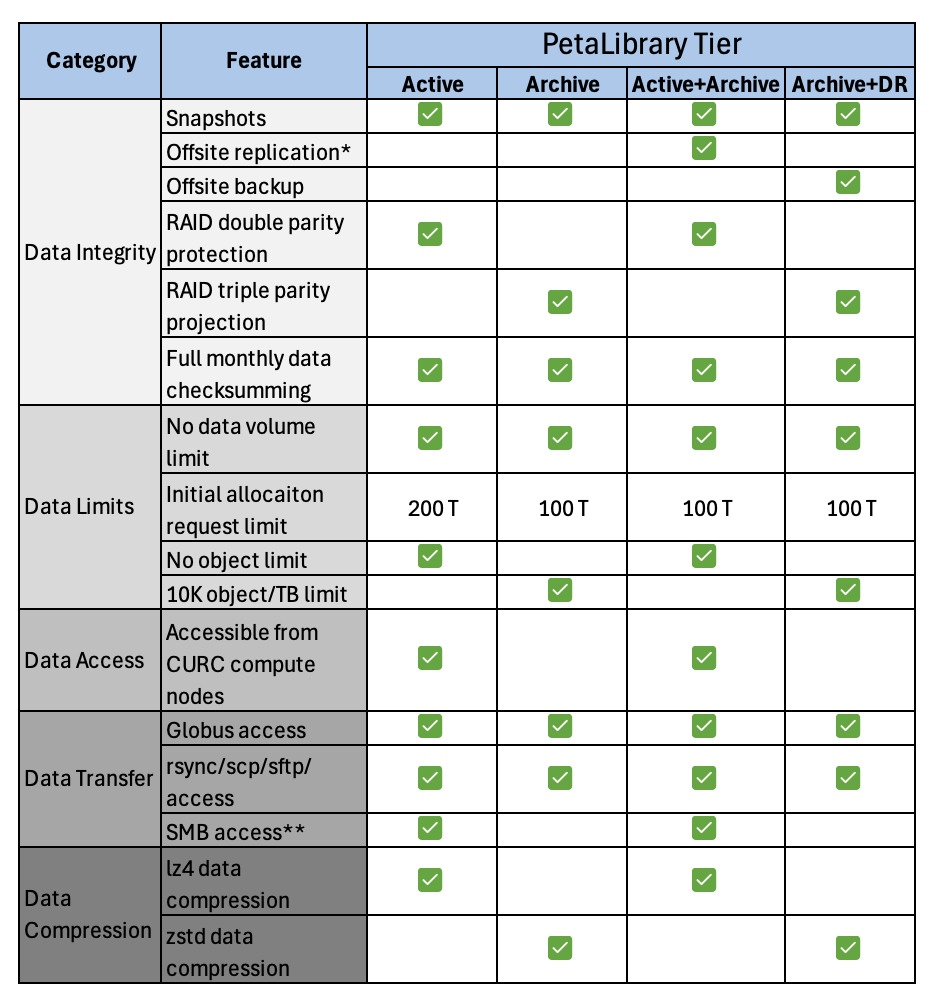 Category
Feature
PetaLibrary Tier
Active
Archive
Active+Archive
Archive+DR
Data Integrity
Snapshots
Offsite replication*
Offsite backup
RAID double parity
protection
RAID triple parity
projection
Full monthly data
checksumming
Data Limits
No data volume
limit
Initial allocaiton
request limit
200 T
100 T
100 T
100 T
No object limit
10K object/TB limit
Data Access
Accessible from
CURC compute
nodes
Data Transfer
Globus access
rsync/scp/sftp/
access
SMB access**
Data
Compression
lz4 data
compression
zstd data
compression